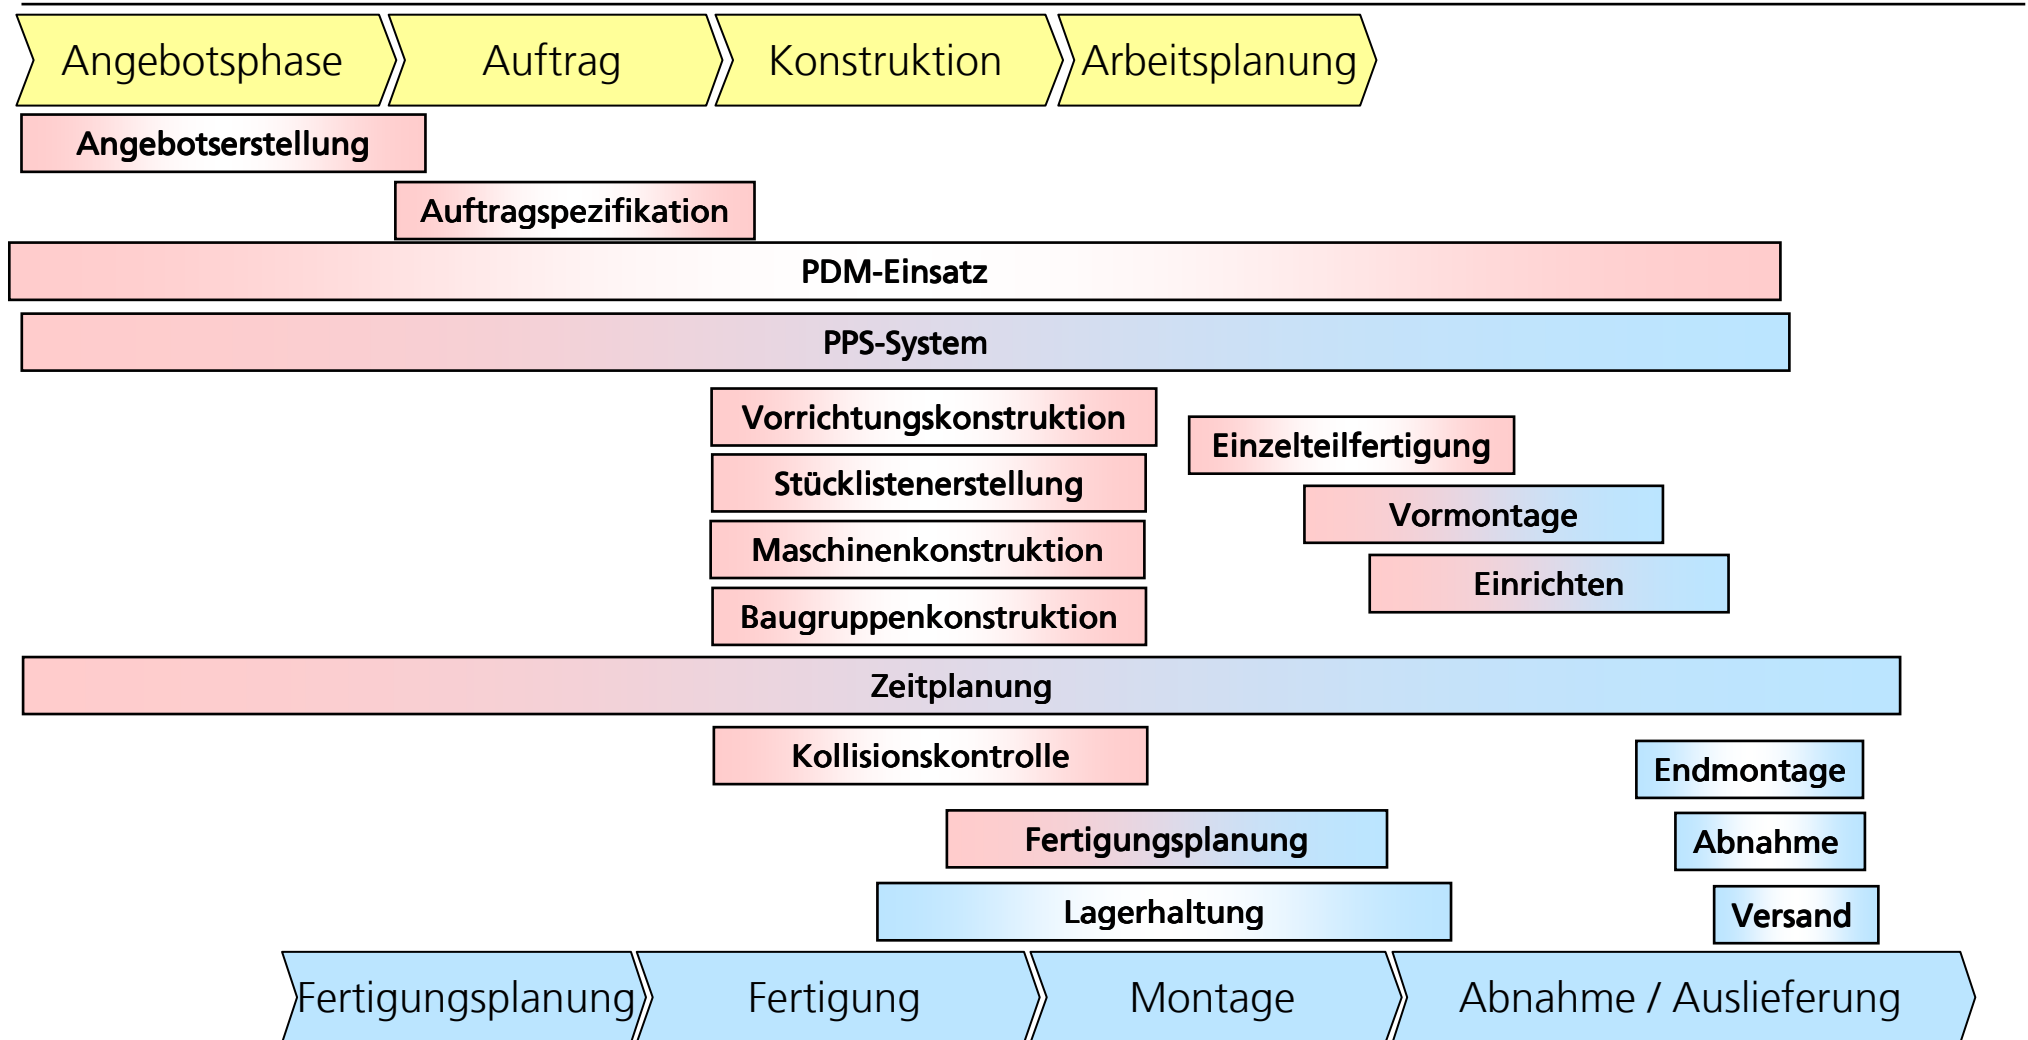 Angebotsphase
Auftrag
Konstruktion
Arbeitsplanung
Angebotserstellung
Auftragspezifikation
PDM-Einsatz
PPS-System
Vorrichtungskonstruktion
Einzelteilfertigung
Stücklistenerstellung
Vormontage
Maschinenkonstruktion
Einrichten
Baugruppenkonstruktion
Zeitplanung
Kollisionskontrolle
Endmontage
Fertigungsplanung
Abnahme
Lagerhaltung
Versand
Fertigungsplanung
Fertigung
Montage
Abnahme / Auslieferung